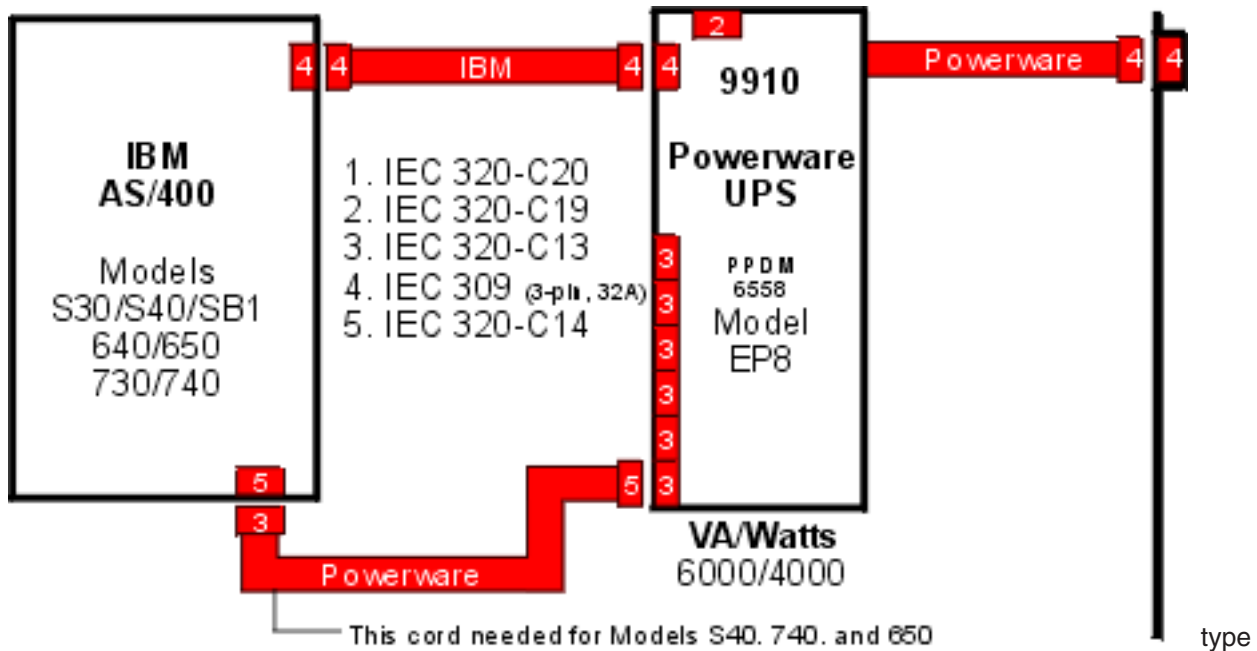 2
4
4
IBM
4
4
Powerware
4
4
9910
IBM
AS/400
Powerware
UPS
1. IEC 320-C20
2. IEC 320-C19
3. IEC 320-C13
4. IEC 309 (3-pin, 32A)
5. IEC 320-C14
Models
S30/S40/SB1
640/650
730/740
PPDM
6558
Model
EP8
3
3
3
3
3
3
5
5
3
Powerware
VA/Watts
6000/4000
This cord needed for Models S40. 740. and 650
type